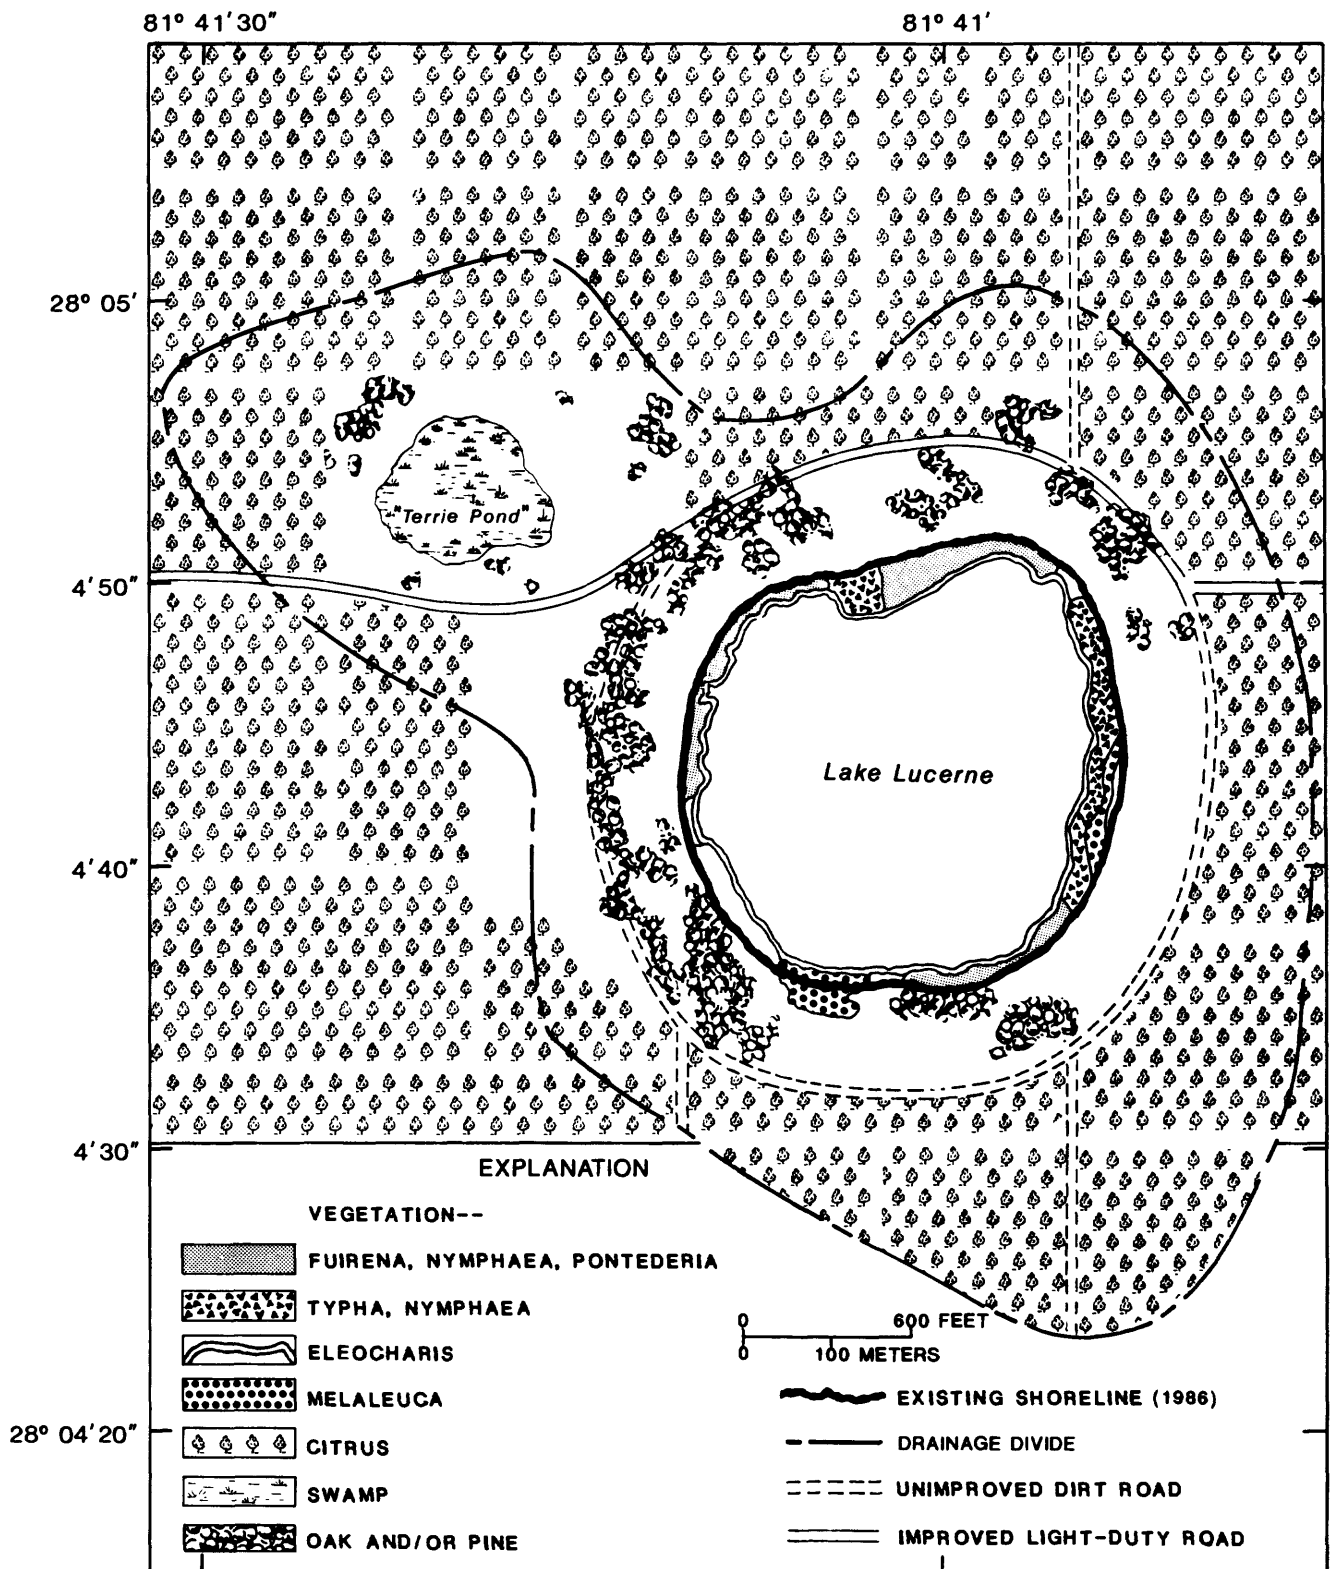 81° 41'30"
81° 41'
28° 05'
"Terrie Pond"
4'50"
Lake Lucerne
4'40"
4'30"
EXPLANATION
VEGETATION--
FUIRENA, NYMPHAEA, PONTEDERIA
TYPHA, NYMPHAEA
0 600 FEET
ELEOCHARIS
0 100 METERS
MELALEUCA
EXISTING SHORELINE (1986)
28° 04'20"
CITRUS
DRAINAGE DIVIDE
SWAMP
UNIMPROVED DIRT ROAD
OAK AND/OR PINE
IMPROVED LIGHT-DUTY ROAD